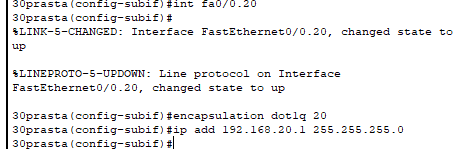 30prasta(config-subif)#int fa0/0.20
30prasta(config-subif)#
%LINK-5-CHANGED: Interface FastEthernet0/0.20, changed state to
up
%LINEPROTO-5-UPDOWN: Line protocol on Interface
FastEthernet0/0.20, changed state to up
30prasta(config-subif)#encapsulation dot1q 20
30prasta(config-subif)#ip add 192.168.20.1 255.255.255.0
30prasta(config-subif)#